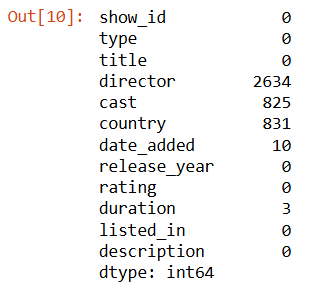 Out[10]: show_id 0
type 0
title 0
director 2634
cast 825
country 831
date_added 10
release_year 0
rating 0
duration 3
listed_in 0
description 0
dtype: int64